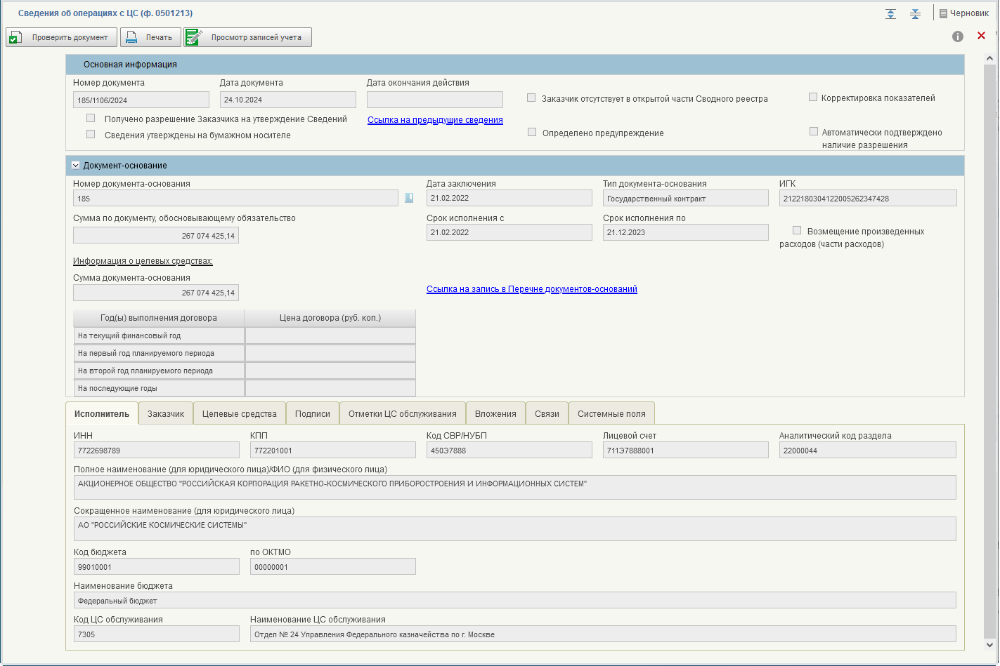 Сведения об операциях с ЦС (ф. 0501213)
Черновик
Проверить документ
Печать
Просмотр записей учета
Основная информация
Номер документа
Дата документа
Дата окончания действия
185/1106/2024
24.10.2024
Заказчик отсутствует в открытой части Сводного реестра
Корректировка показателей
Получено разрешение Заказчика на утверждение Сведений
Ссылка на предыдущие сведения
Сведения утверждены на бумажном носителе
Определено предупреждение
Автоматически подтверждено
наличие разрешения
Документ-основание
Номер документа-основания
Дата заключения
Тип документа-основания
ИГК
185
21.02.2022
Государственный контракт
2122180304122005262347428
Сумма по документу, обосновывающему обязательство
Срок исполнения с
Срок исполнения по
267 074 425,14
21.02.2022
21.12.2023
Возмещение произведенных
расходов (части расходов)
Информация о целевых средствах:
Сумма документа-основания
267 074 425,14
Ссылка на запись в Перечне документов-оснований
Год(ы) выполнения договора
Цена договора (руб. коп.)
На текущий финансовый год
На первый год планируемого периода
На второй год планируемого периода
На последующие годы
Исполнитель
Заказчик
Целевые средства
Подписи
Отметки ЦС обслуживания
Вложения
Связи
Системные поля
ИНН
КПП
Код СВР/НУБП
Лицевой счет
Аналитический код раздела
7722698789
772201001
450Э7888
711Э7888001
22000044
Полное наименование (для юридического лица)/ФИО (для физического лица)
АКЦИОНЕРНОЕ ОБЩЕСТВО "РОССИЙСКАЯ КОРПОРАЦИЯ РАКЕТНО-КОСМИЧЕСКОГО ПРИБОРОСТРОЕНИЯ И ИНФОРМАЦИОННЫХ СИСТЕМ"
Сокращенное наименование (для юридического лица)
АО "РОССИЙСКИЕ КОСМИЧЕСКИЕ СИСТЕМЫ"
Код бюджета
по ОКТМО
99010001
00000001
Наименование бюджета
Федеральный бюджет
Код ЦС обслуживания
Наименование ЦС обслуживания
7305
Отдел № 24 Управления Федерального казначейства по г. Москве